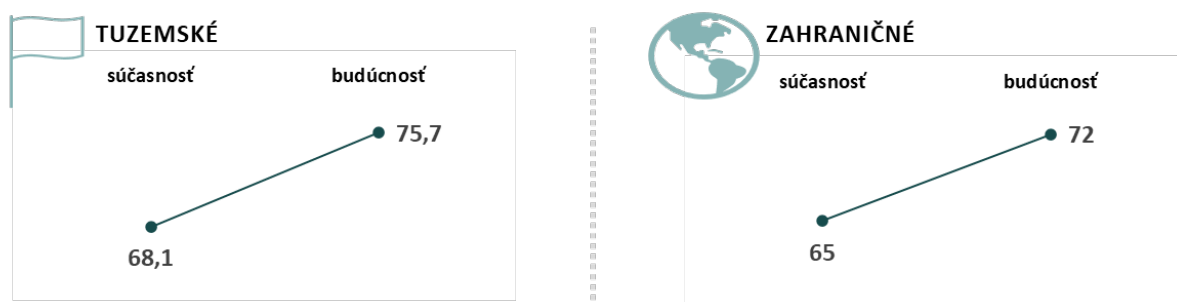 TUZEMSKÉ
súčasnosť budúcnosť
75,7
68,1
ZAHRANIČNÉ
súčasnosť budúcnosť
72
65